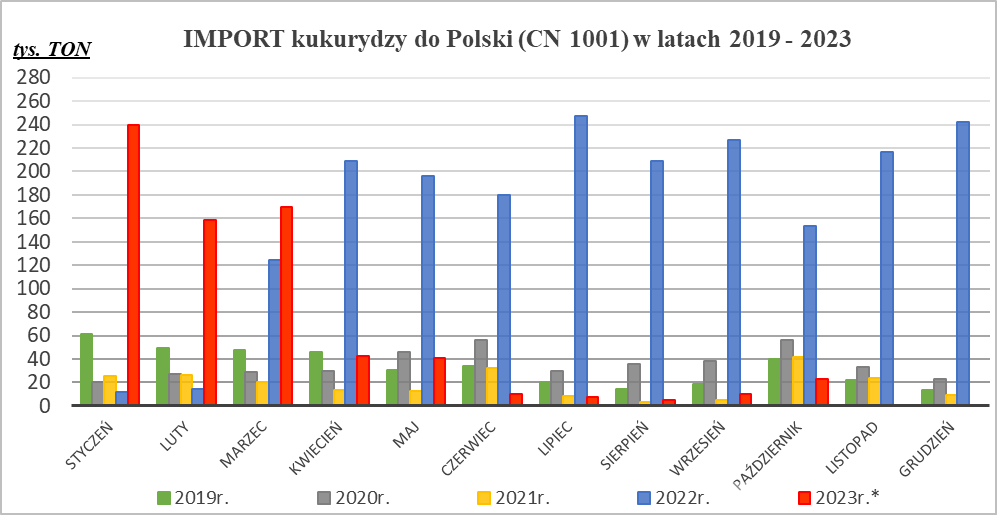 IMPORT kukurydzy do Polski (CN 1001) w latach 2019 - 2023
tys. TON
280
260
240
220
200
180
160
140
120
100
80
60
40
20
0
STYCZEŃ
LUTY
MARZEC
KWIECIEŃ
MAJ
CZERWIEC
LIPIEC
SIERPIEŃ
WRZESIEŃ
PAŹDZIERNIK
LISTOPAD
GRUDZIEŃ
2019r. 2020r. 2021r. 2022r. 2023r.*